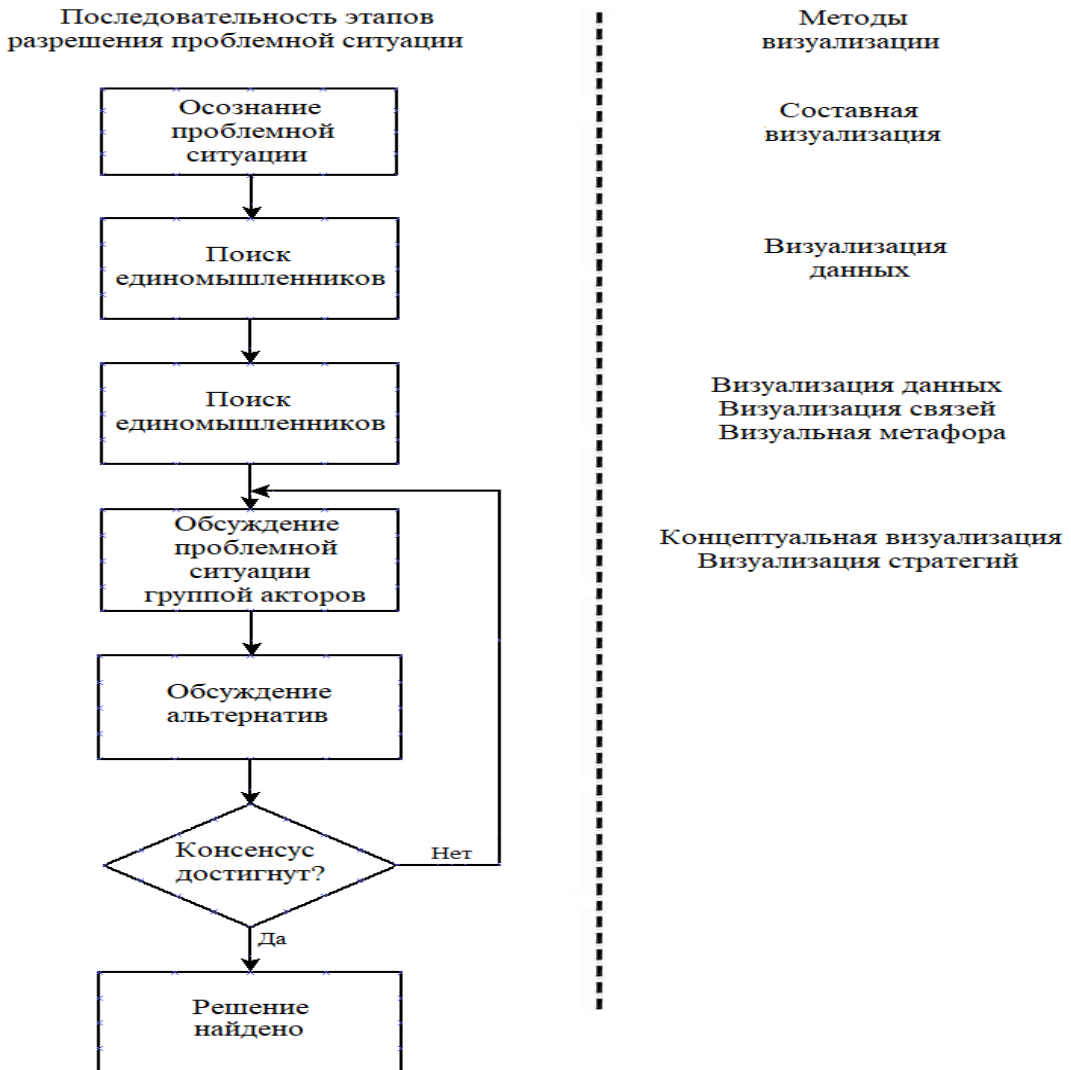 Последовательность этапов
разрешения проблемной ситуации
Методы
визуализации
Осознание
проблемной
ситуации
Составная
визуализация
Поиск
единомышленников
Визуализация
данных
Поиск
единомышленников
Визуализация данных
Визуализация связей
Визуальная метафора
Обсуждение
проблемной
ситуации
группой акторов
Концептуальная визуализация
Визуализация стратегий
Обсуждение
альтернатив
Консенсус
достигнут?
Нет
Да
Решение
найдено